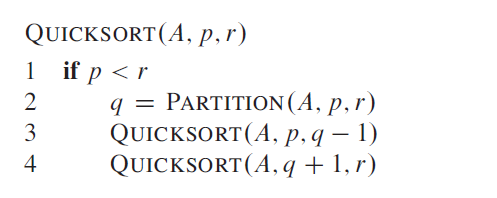 QUICKSORT(A, p, r)
1 if p < r
2 q = PARTITION(A, p, r)
3 QUICKSORT(A, p, q − 1)
4 QUICKSORT(A, q + 1, r)